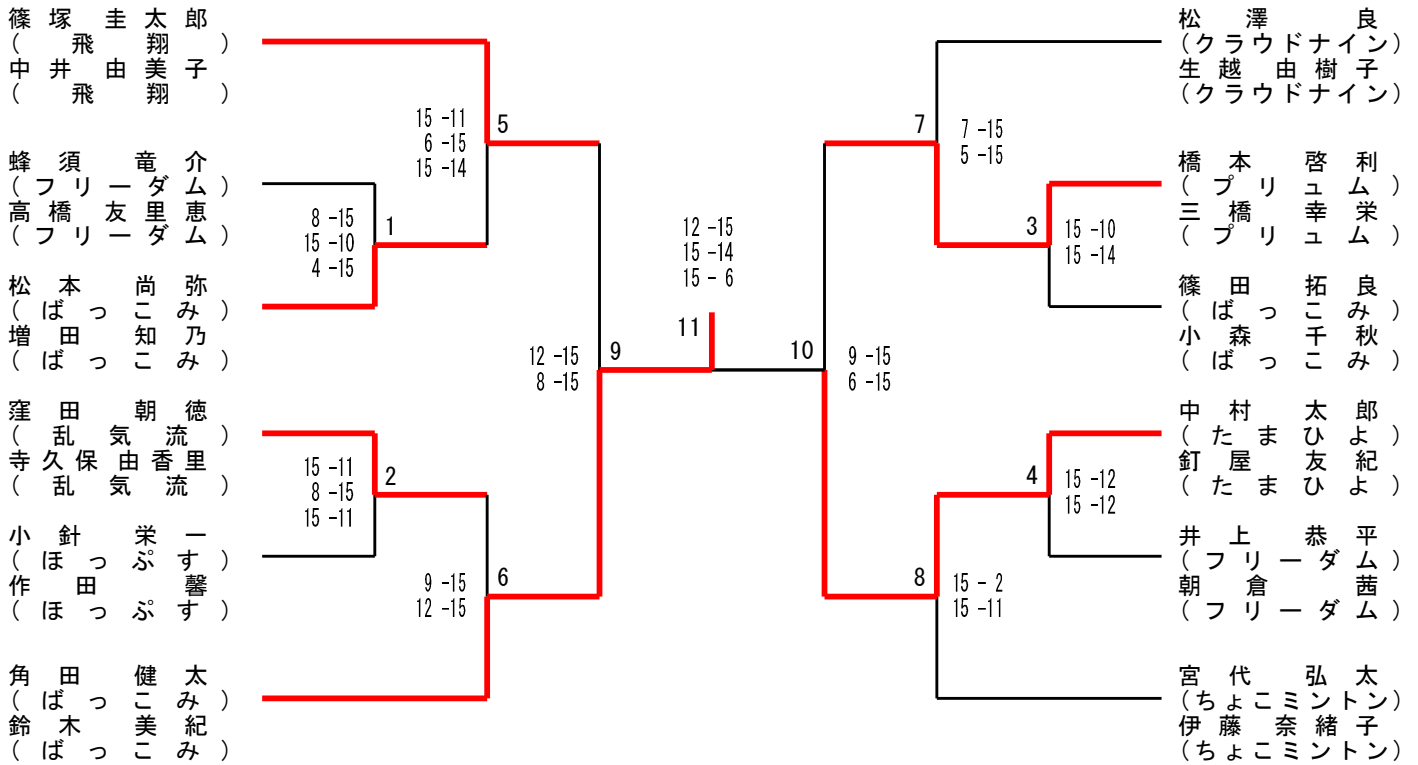 篠塚圭太郎
(飛翔)
中井由美子
(飛翔)
蜂須竜介
(フリーダム)
高橋友里恵
(フリーダム)
松本尚弥
(ばっこみ)
増田知乃
(ばっこみ)
窪田朝徳
(乱気流)
寺久保由香里
(乱気流)
小針栄一
(ほっぷす)
作田馨
(ほっぷす)
角田健太
(ばっこみ)
鈴木美紀
(ばっこみ)
15 -11
6 -15
15 -14
5
8 -15
15 -10
4 -15
1
15 -11
8 -15
15 -11
2
9 -15
12 -15
6
12 -15
8 -15
9
12 -15
15 -14
15 - 6
11
10
9 -15
6 -15
7
7 -15
5 -15
3
15 -10
15 -14
4
15 -12
15 -12
8
15 - 2
15 -11
松澤良
(クラウドナイン)
生越由樹子
(クラウドナイン)
橋本啓利
(プリュム)
三橋幸栄
(プリュム)
篠田拓良
(ばっこみ)
小森千秋
(ばっこみ)
中村太郎
(たまひよ)
釘屋友紀
(たまひよ)
井上恭平
(フリーダム)
朝倉茜
(フリーダム)
宮代弘太
(ちょこミントン)
伊藤奈緒子
(ちょこミントン)